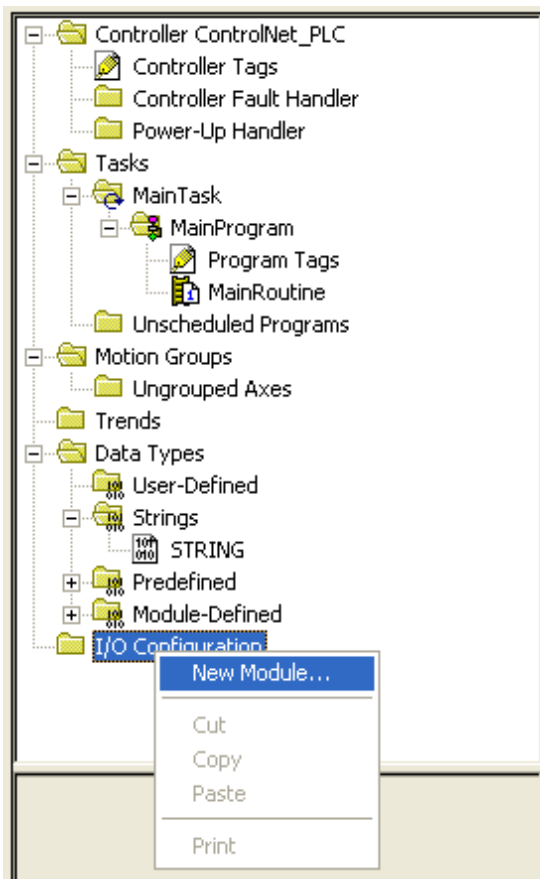 Controller ControlNet_PLC
Controller Tags
Controller Fault Handler
Power-Up Handler
Tasks
MainTask
MainProgram
Program Tags
MainRoutine
Unscheduled Programs
Motion Groups
Ungrouped Axes
Trends
Data Types
User-Defined
Strings
STRING
Predefined
Module-Defined
I/O Configuration
New Module...
Cut
Copy
Paste
Print